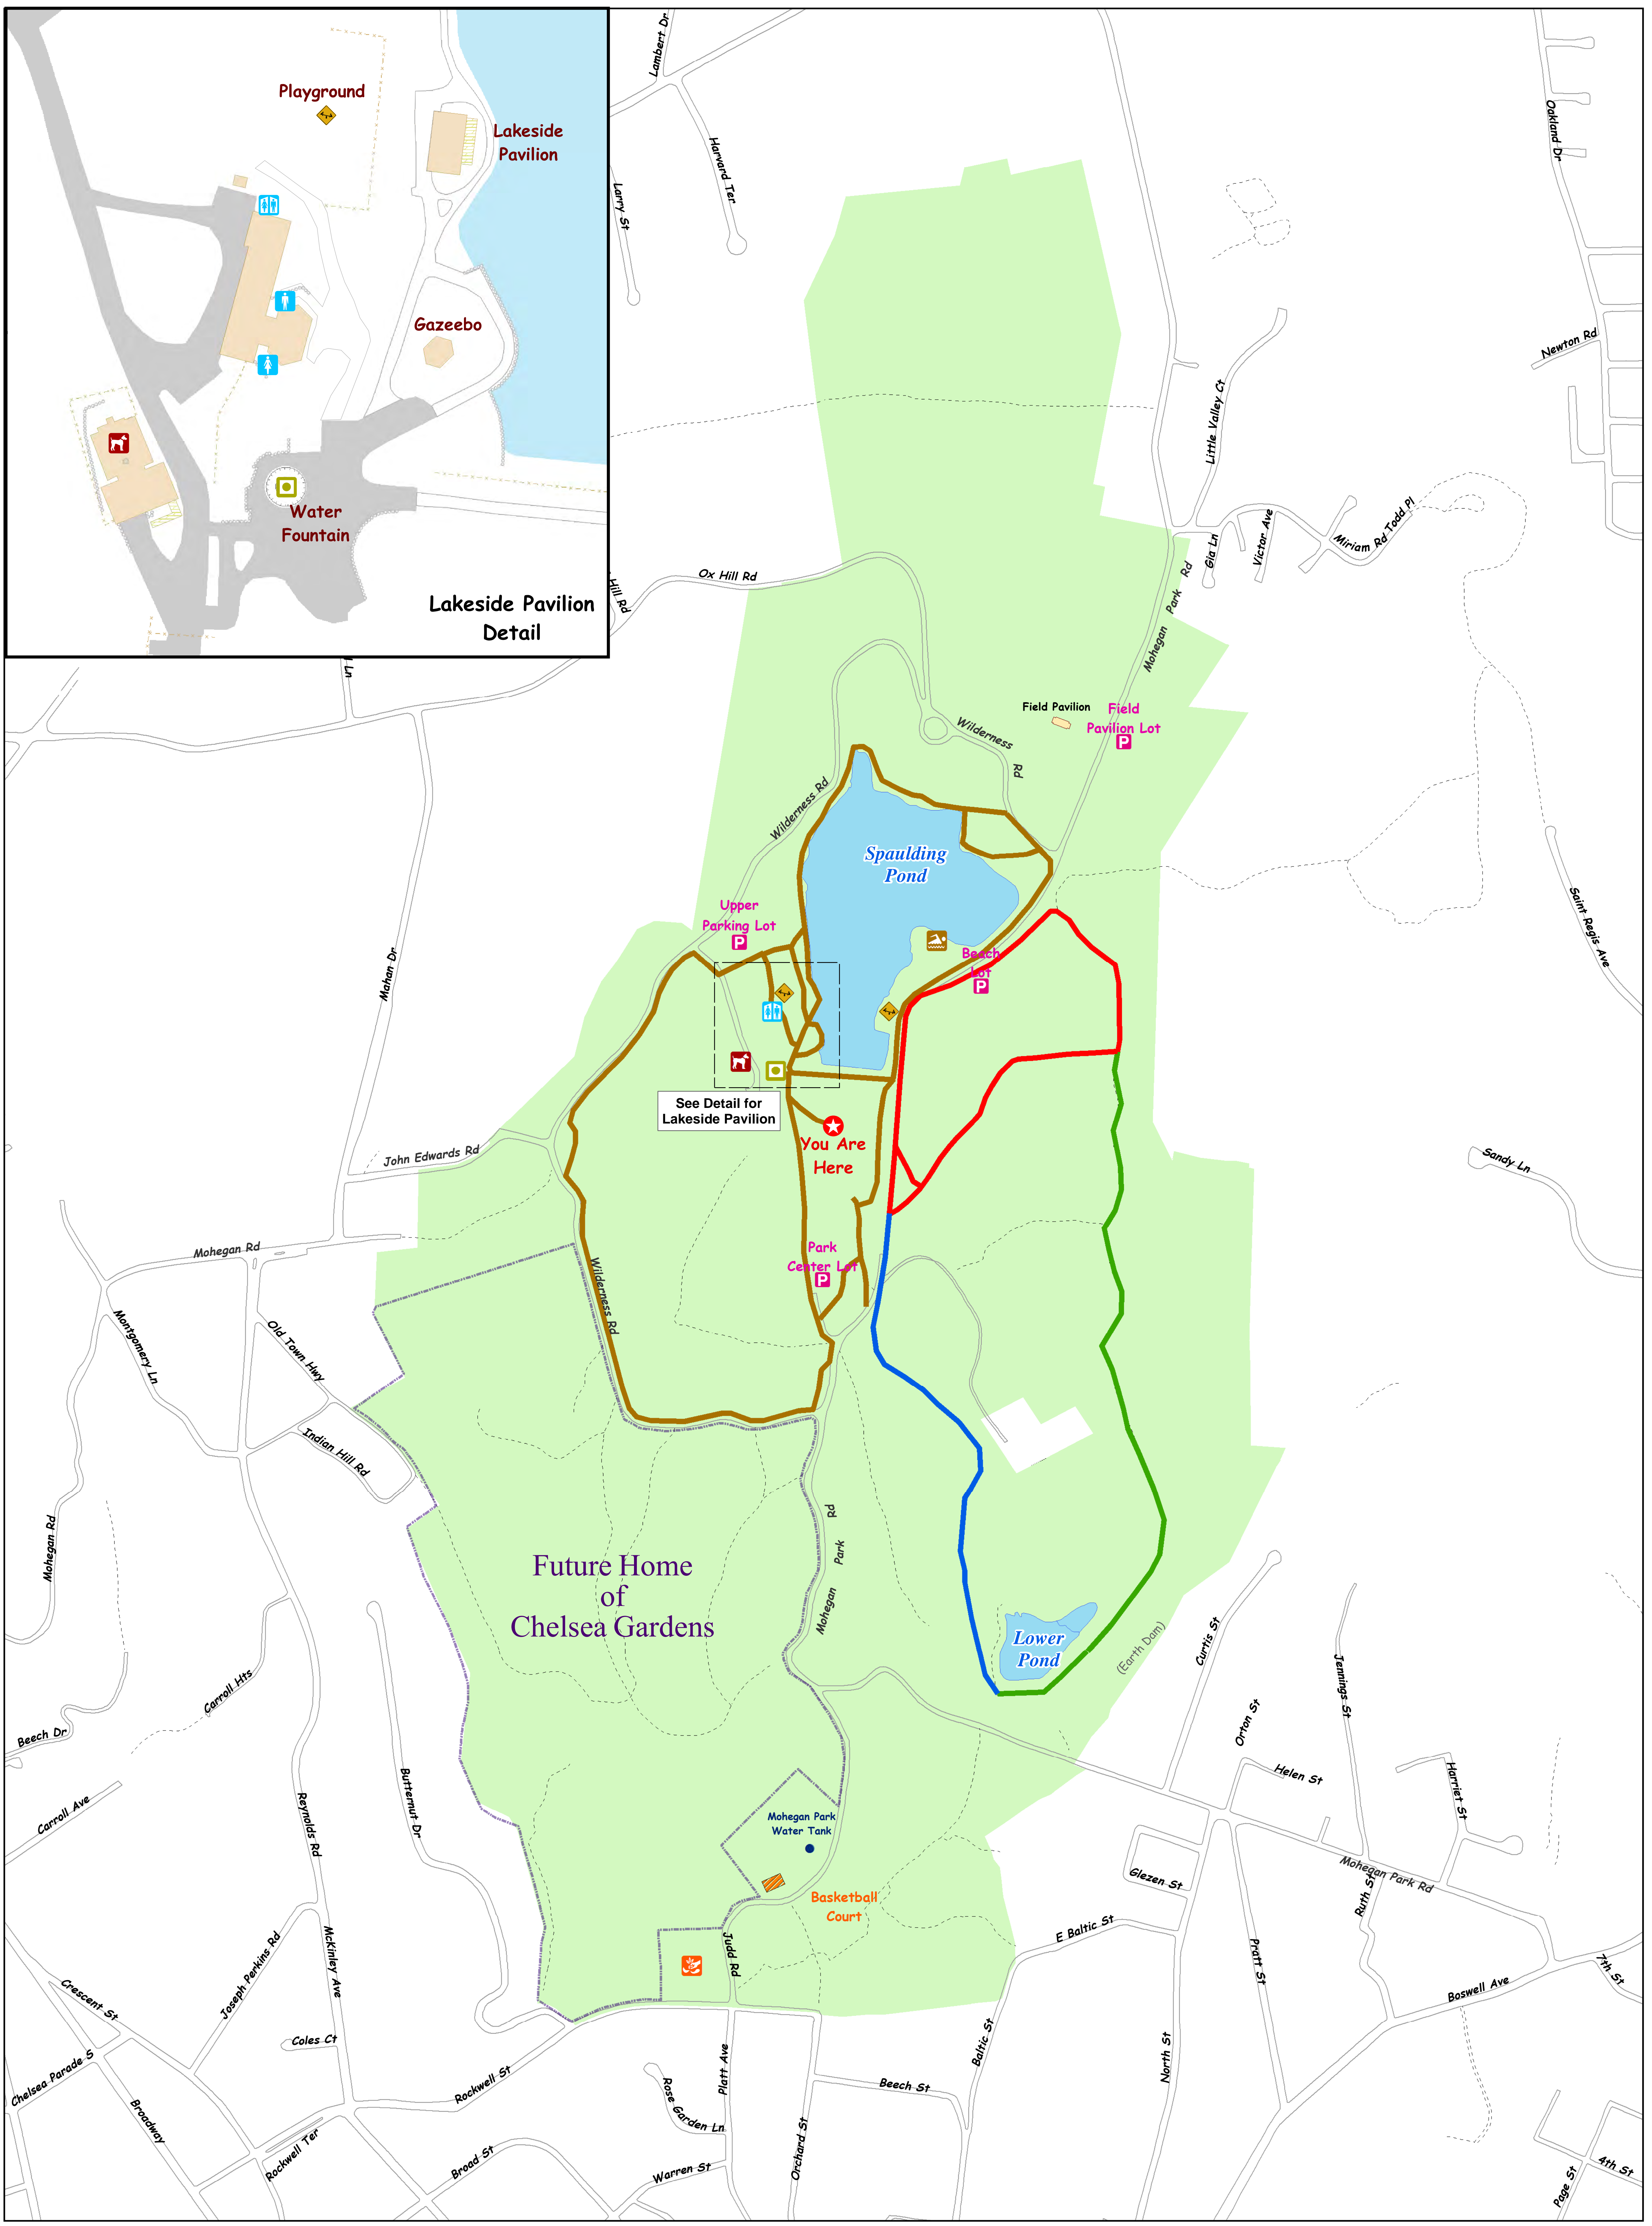 Playground
Lakeside
Pavilion
Gazeebo
Water
Fountain
Lakeside Pavilion
Detail
Lambert Dr
Harvard Ter
Larry St
Oakland Dr
Newton Rd
Little Valley Ct
Gia Ln
Victor Ave
Miriam Rd
Todd Pl
Ox Hill Rd
Hill Rd
Ln
Mohegan Park Rd
Field Pavilion
Field
Pavilion Lot
P
Wilderness Rd
Wilderness Rd
Spaulding
Pond
Upper
Parking Lot
P
Beach
Lot
P
Saint Regis Ave
Mahan Dr
See Detail for
Lakeside Pavilion
You Are
Here
John Edwards Rd
Sandy Ln
Mohegan Rd
Park
Center Lot
P
Wilderness Rd
Montgomery Ln
Old Town Hwy
Indian Hill Rd
Mohegan Rd
Mohegan Park Rd
Future Home
of
Chelsea Gardens
Lower
Pond
(Earth Dam)
Curtis St
Jennings St
Orton St
Helen St
Harriet St
Carroll Hts
Beech Dr
Carroll Ave
Butternut Dr
Reynolds Rd
Mohegan Park
Water Tank
Basketball
Court
Glezen St
Mohegan Park Rd
Ruth St
E Baltic St
Pratt St
Boswell Ave
7th St
Judd Rd
McKinley Ave
Joseph Perkins Rd
Crescent St
Coles Ct
Chelsea Parade S
Broadway
Rockwell St
Rockwell Ter
Broad St
Rose Garden Ln
Platt Ave
Warren St
Orchard St
Beech St
Baltic St
North St
Page St
4th St